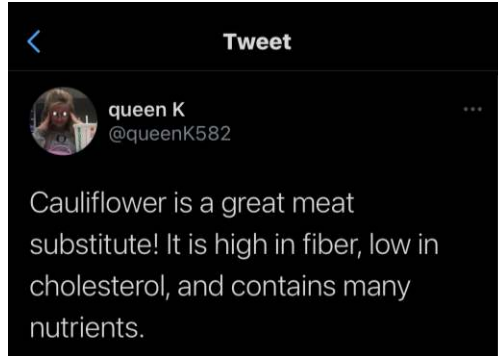 Tweet
queen K
@queenK582
Cauliflower is a great meat
substitute! It is high in fiber, low in
cholesterol, and contains many
nutrients.